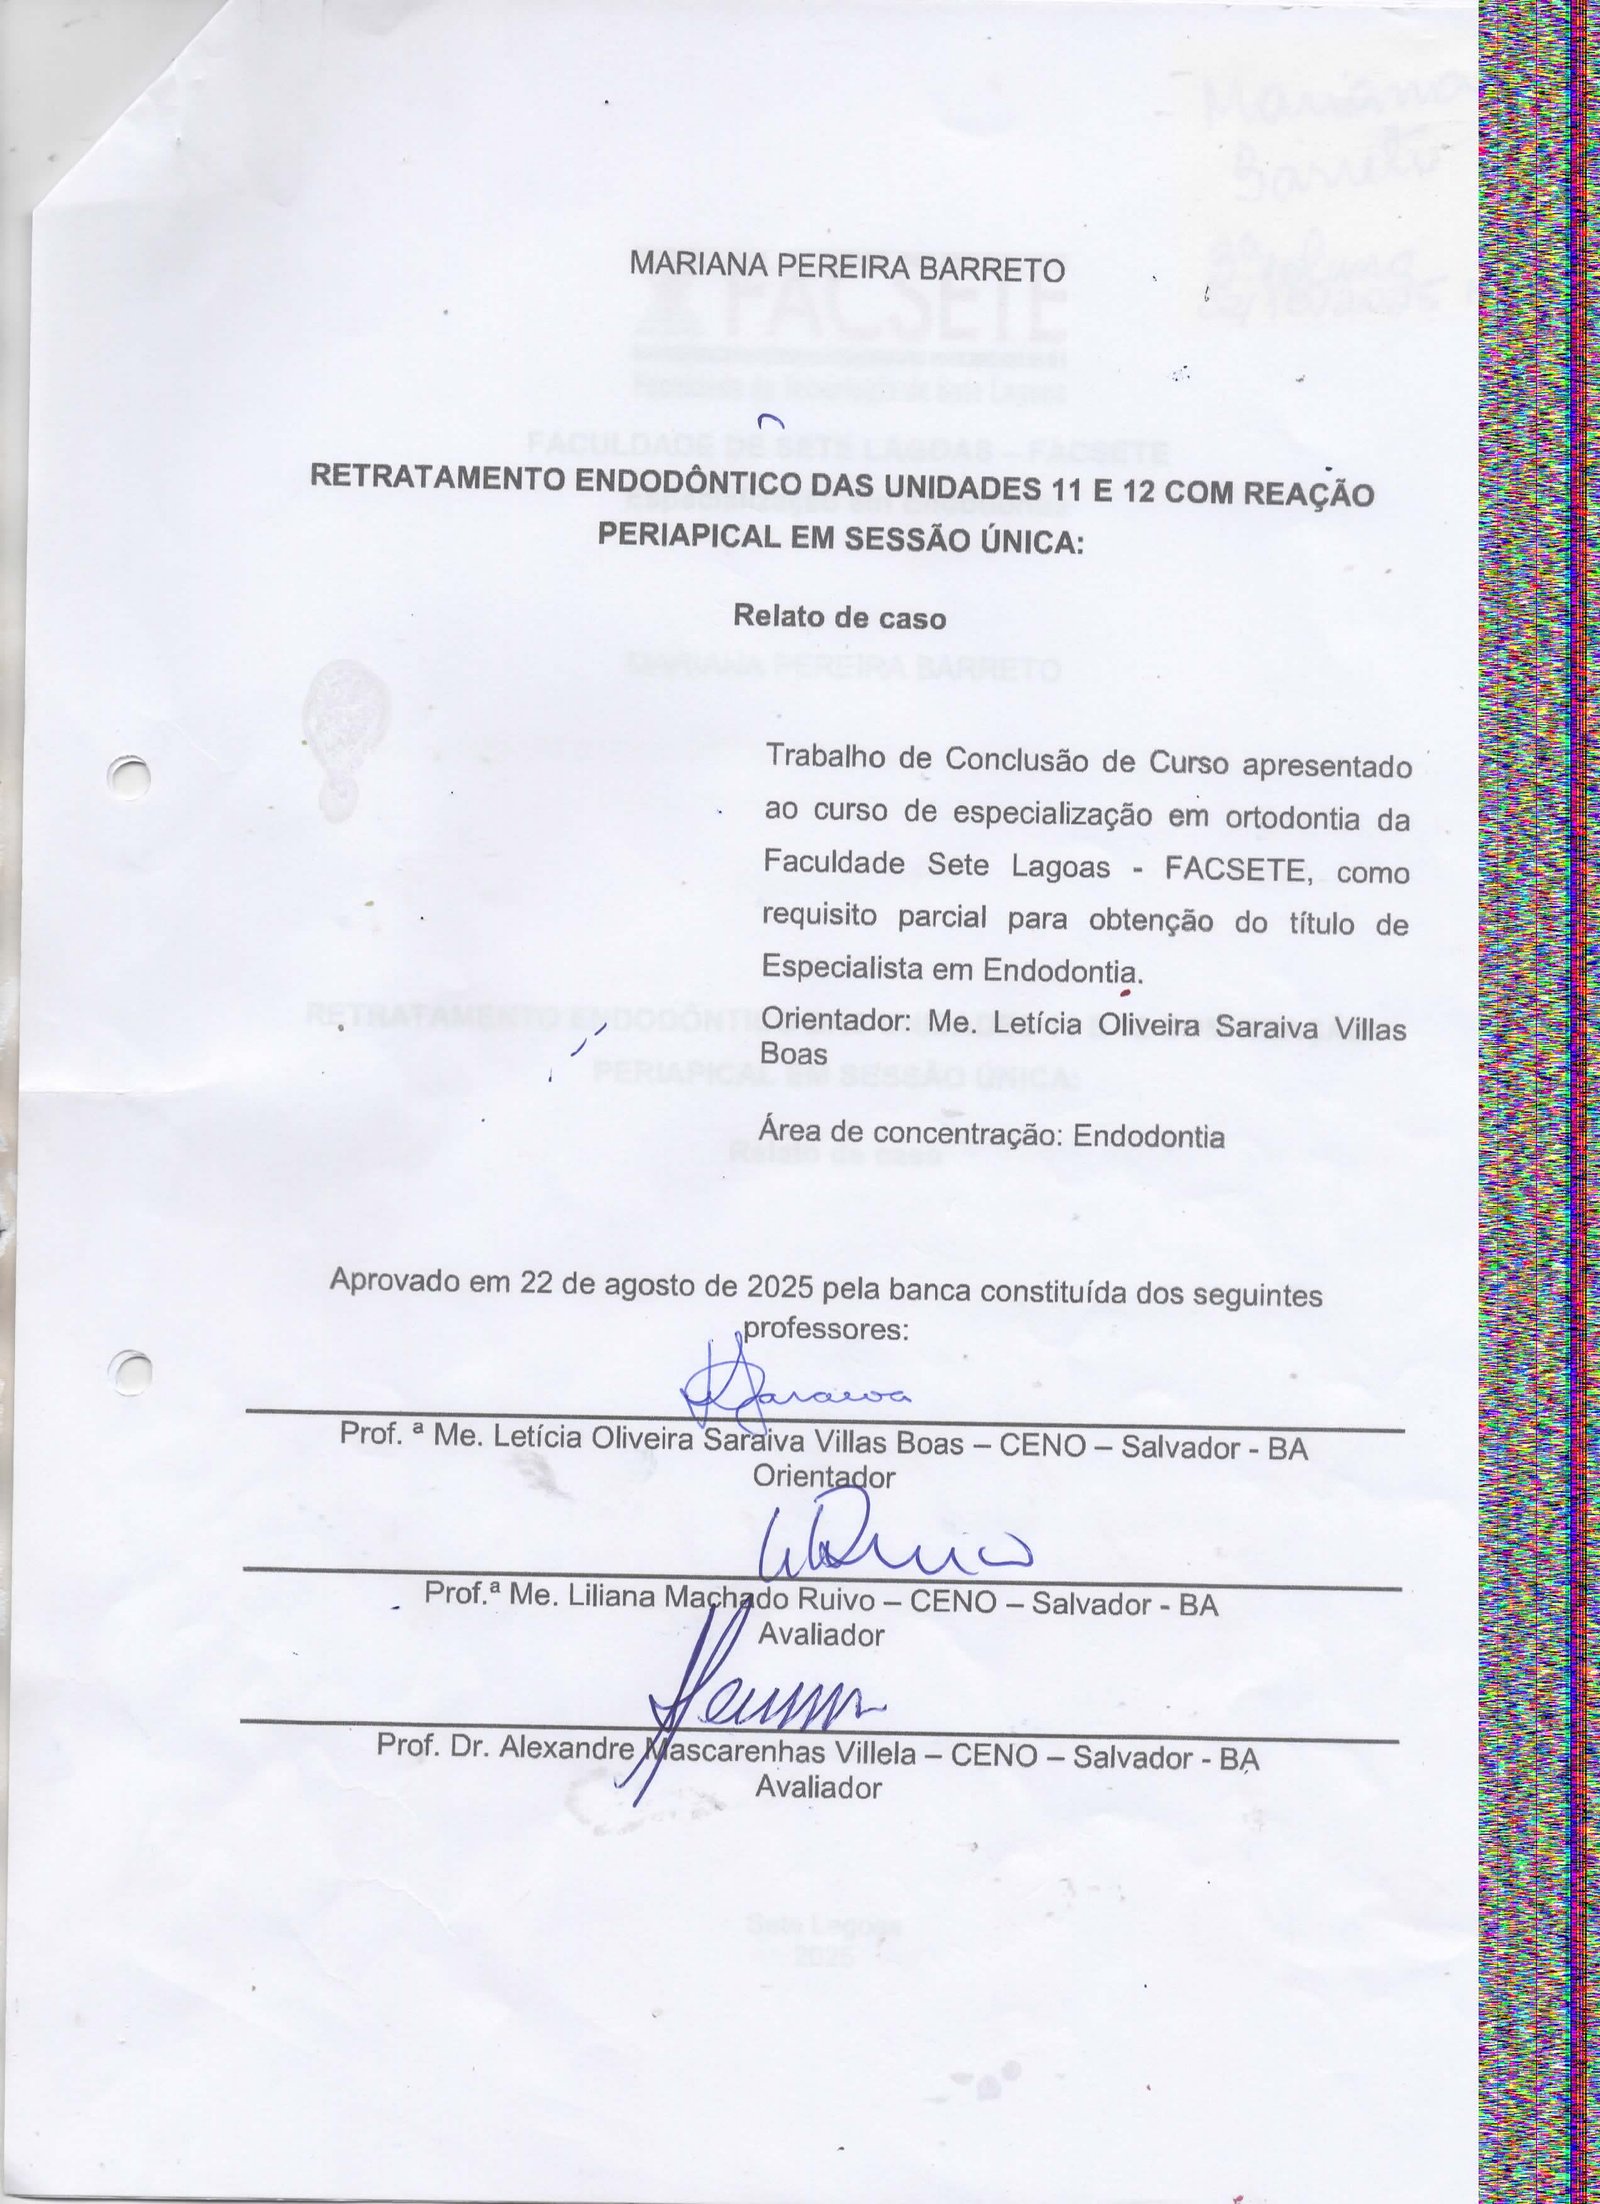 MARIANA PEREIRA BARRETO
RETRATAMENTO ENDODÔNTICO DAS UNIDADES 11 E 12 COM REAÇÃO
PERIAPICAL EM SESSÃO ÚNICA:
Relato de caso
Trabalho de Conclusão de Curso apresentado
ao curso de especialização em ortodontia da
Faculdade Sete Lagoas - FACSETE, como
requisito parcial para obtenção do título de
Especialista em Endodontia.
Orientador: Me. Letícia Oliveira Saraiva Villas
Boas
Área de concentração: Endodontia
Aprovado em 22 de agosto de 2025 pela banca constituída dos seguintes
professores:
Prof. ª Me. Letícia Oliveira Saraiva Villas Boas – CENO – Salvador - BA
Orientador
Prof.ª Me. Liliana Machado Ruivo – CENO – Salvador - BA
Avaliador
Prof. Dr. Alexandre Mascarenhas Villela – CENO – Salvador - BA
Avaliador